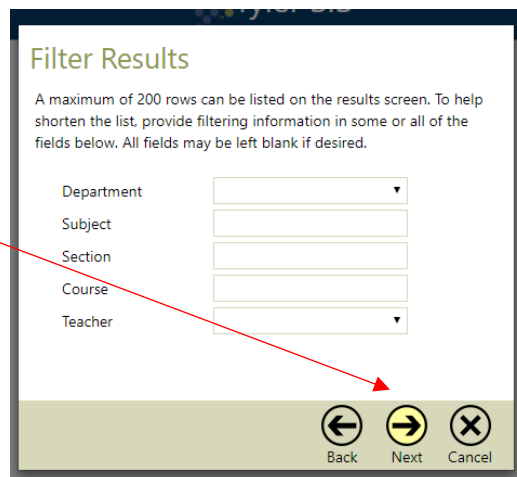 Tyler SIS
Filter Results
A maximum of 200 rows can be listed on the results screen. To help
shorten the list, provide filtering information in some or all of the
fields below. All fields may be left blank if desired.
Department
Subject
Section
Course
Teacher
Back Next Cancel